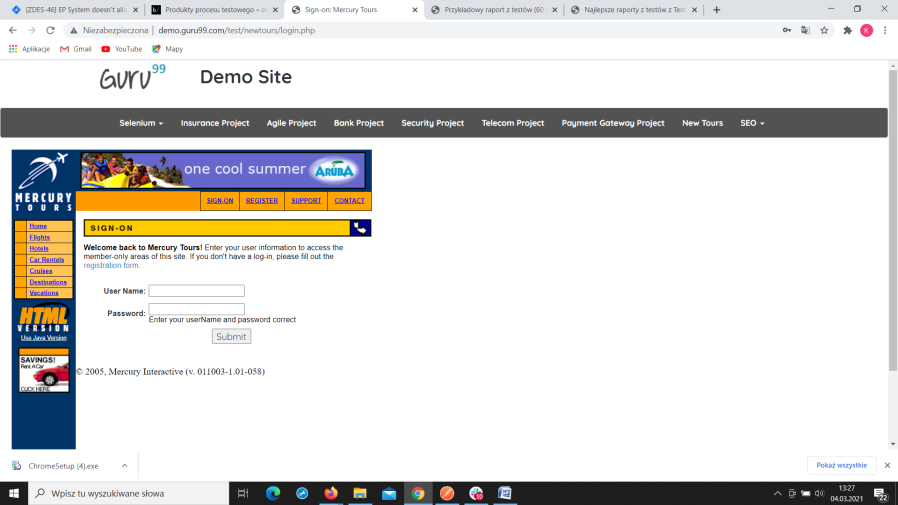 [ZDES-46] EP System doesn't all
Produkty procesu testowego – o
Sign-on: Mercury Tours
Przykładowy raport z testów (60
Najlepsze raporty z testów z Tes
Niezabezpieczona | demo.guru99.com/test/newtours/login.php
K
Aplikacje Gmail YouTube Mapy
Guru99 Demo Site
Selenium Insurance Project Agile Project Bank Project Security Project Telecom Project Payment Gateway Project New Tours SEO
one cool summer ARUBA
MERCURY
TOURS
SIGN-ON REGISTER SUPPORT CONTACT
Home
Flights
Hotels
Car Rentals
Cruises
Destinations
Vacations
HTML
VERSION
Use Java Version
SAVINGS!
Rent A Car
CLICK HERE
SIGN-ON
Welcome back to Mercury Tours! Enter your user information to access the
member-only areas of this site. If you don't have a log-in, please fill out the
registration form.
User Name:
Password:
Enter your userName and password correct
Submit
© 2005, Mercury Interactive (v. 011003-1.01-058)
ChromeSetup (4).exe
Pokaż wszystkie
Wpisz tu wyszukiwane słowa
13:27
04.03.2021
22